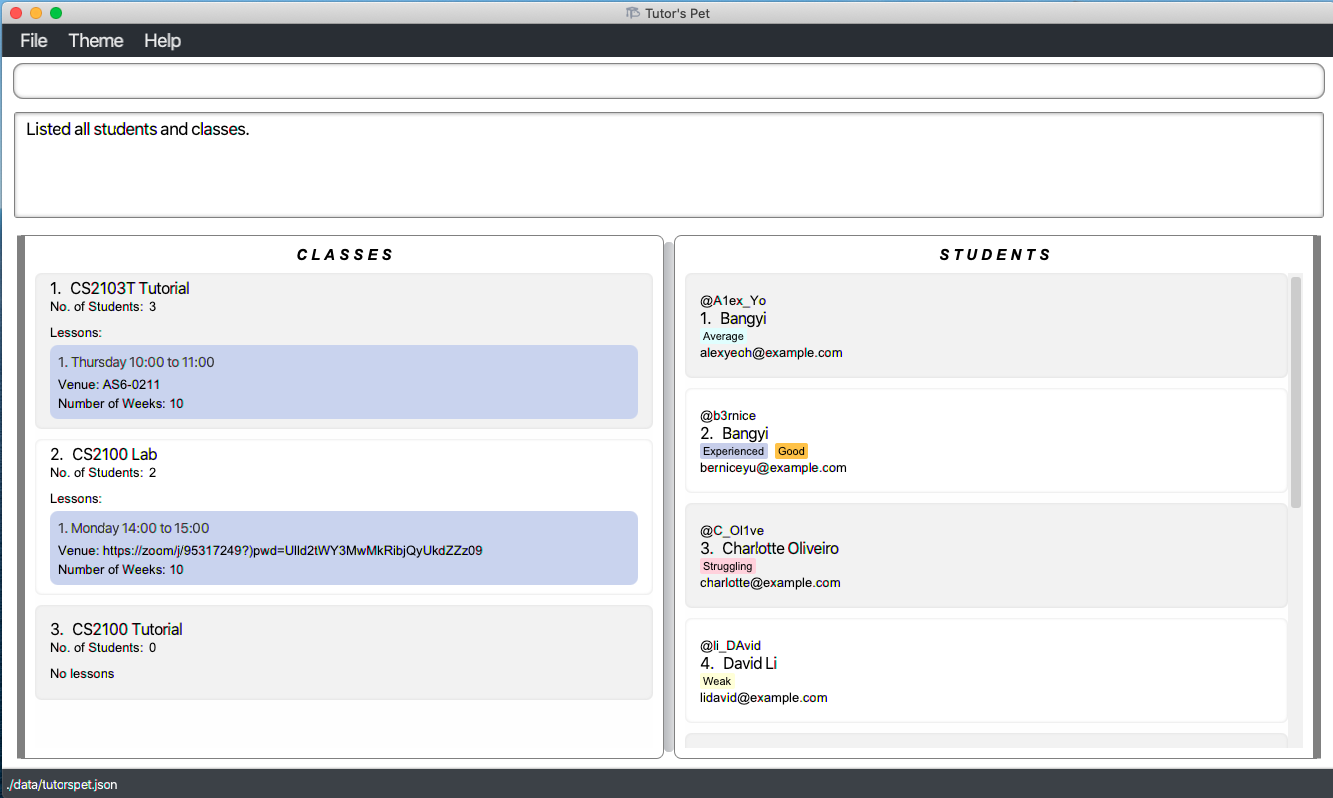 Tutor's Pet
File Theme Help
Listed all students and classes.
CLASSES
1. CS2103T Tutorial
No. of Students: 3
Lessons:
1. Thursday 10:00 to 11:00
Venue: AS6-0211
Number of Weeks: 10
2. CS2100 Lab
No. of Students: 2
Lessons:
1. Monday 14:00 to 15:00
Venue: https://zoom/j/95317249?)pwd=Ulld2tWY3MwMkRibjQyUkdZZz09
Number of Weeks: 10
3. CS2100 Tutorial
No. of Students: 0
No lessons
STUDENTS
@A1ex_Yo
1. Bangyi
Average
alexyeoh@example.com
@b3rnice
2. Bangyi
Experienced Good
berniceyu@example.com
@C_Ol1ve
3. Charlotte Oliveiro
Struggling
charlotte@example.com
@li_DAvid
4. David Li
Weak
lidavid@example.com
./data/tutorspet.json